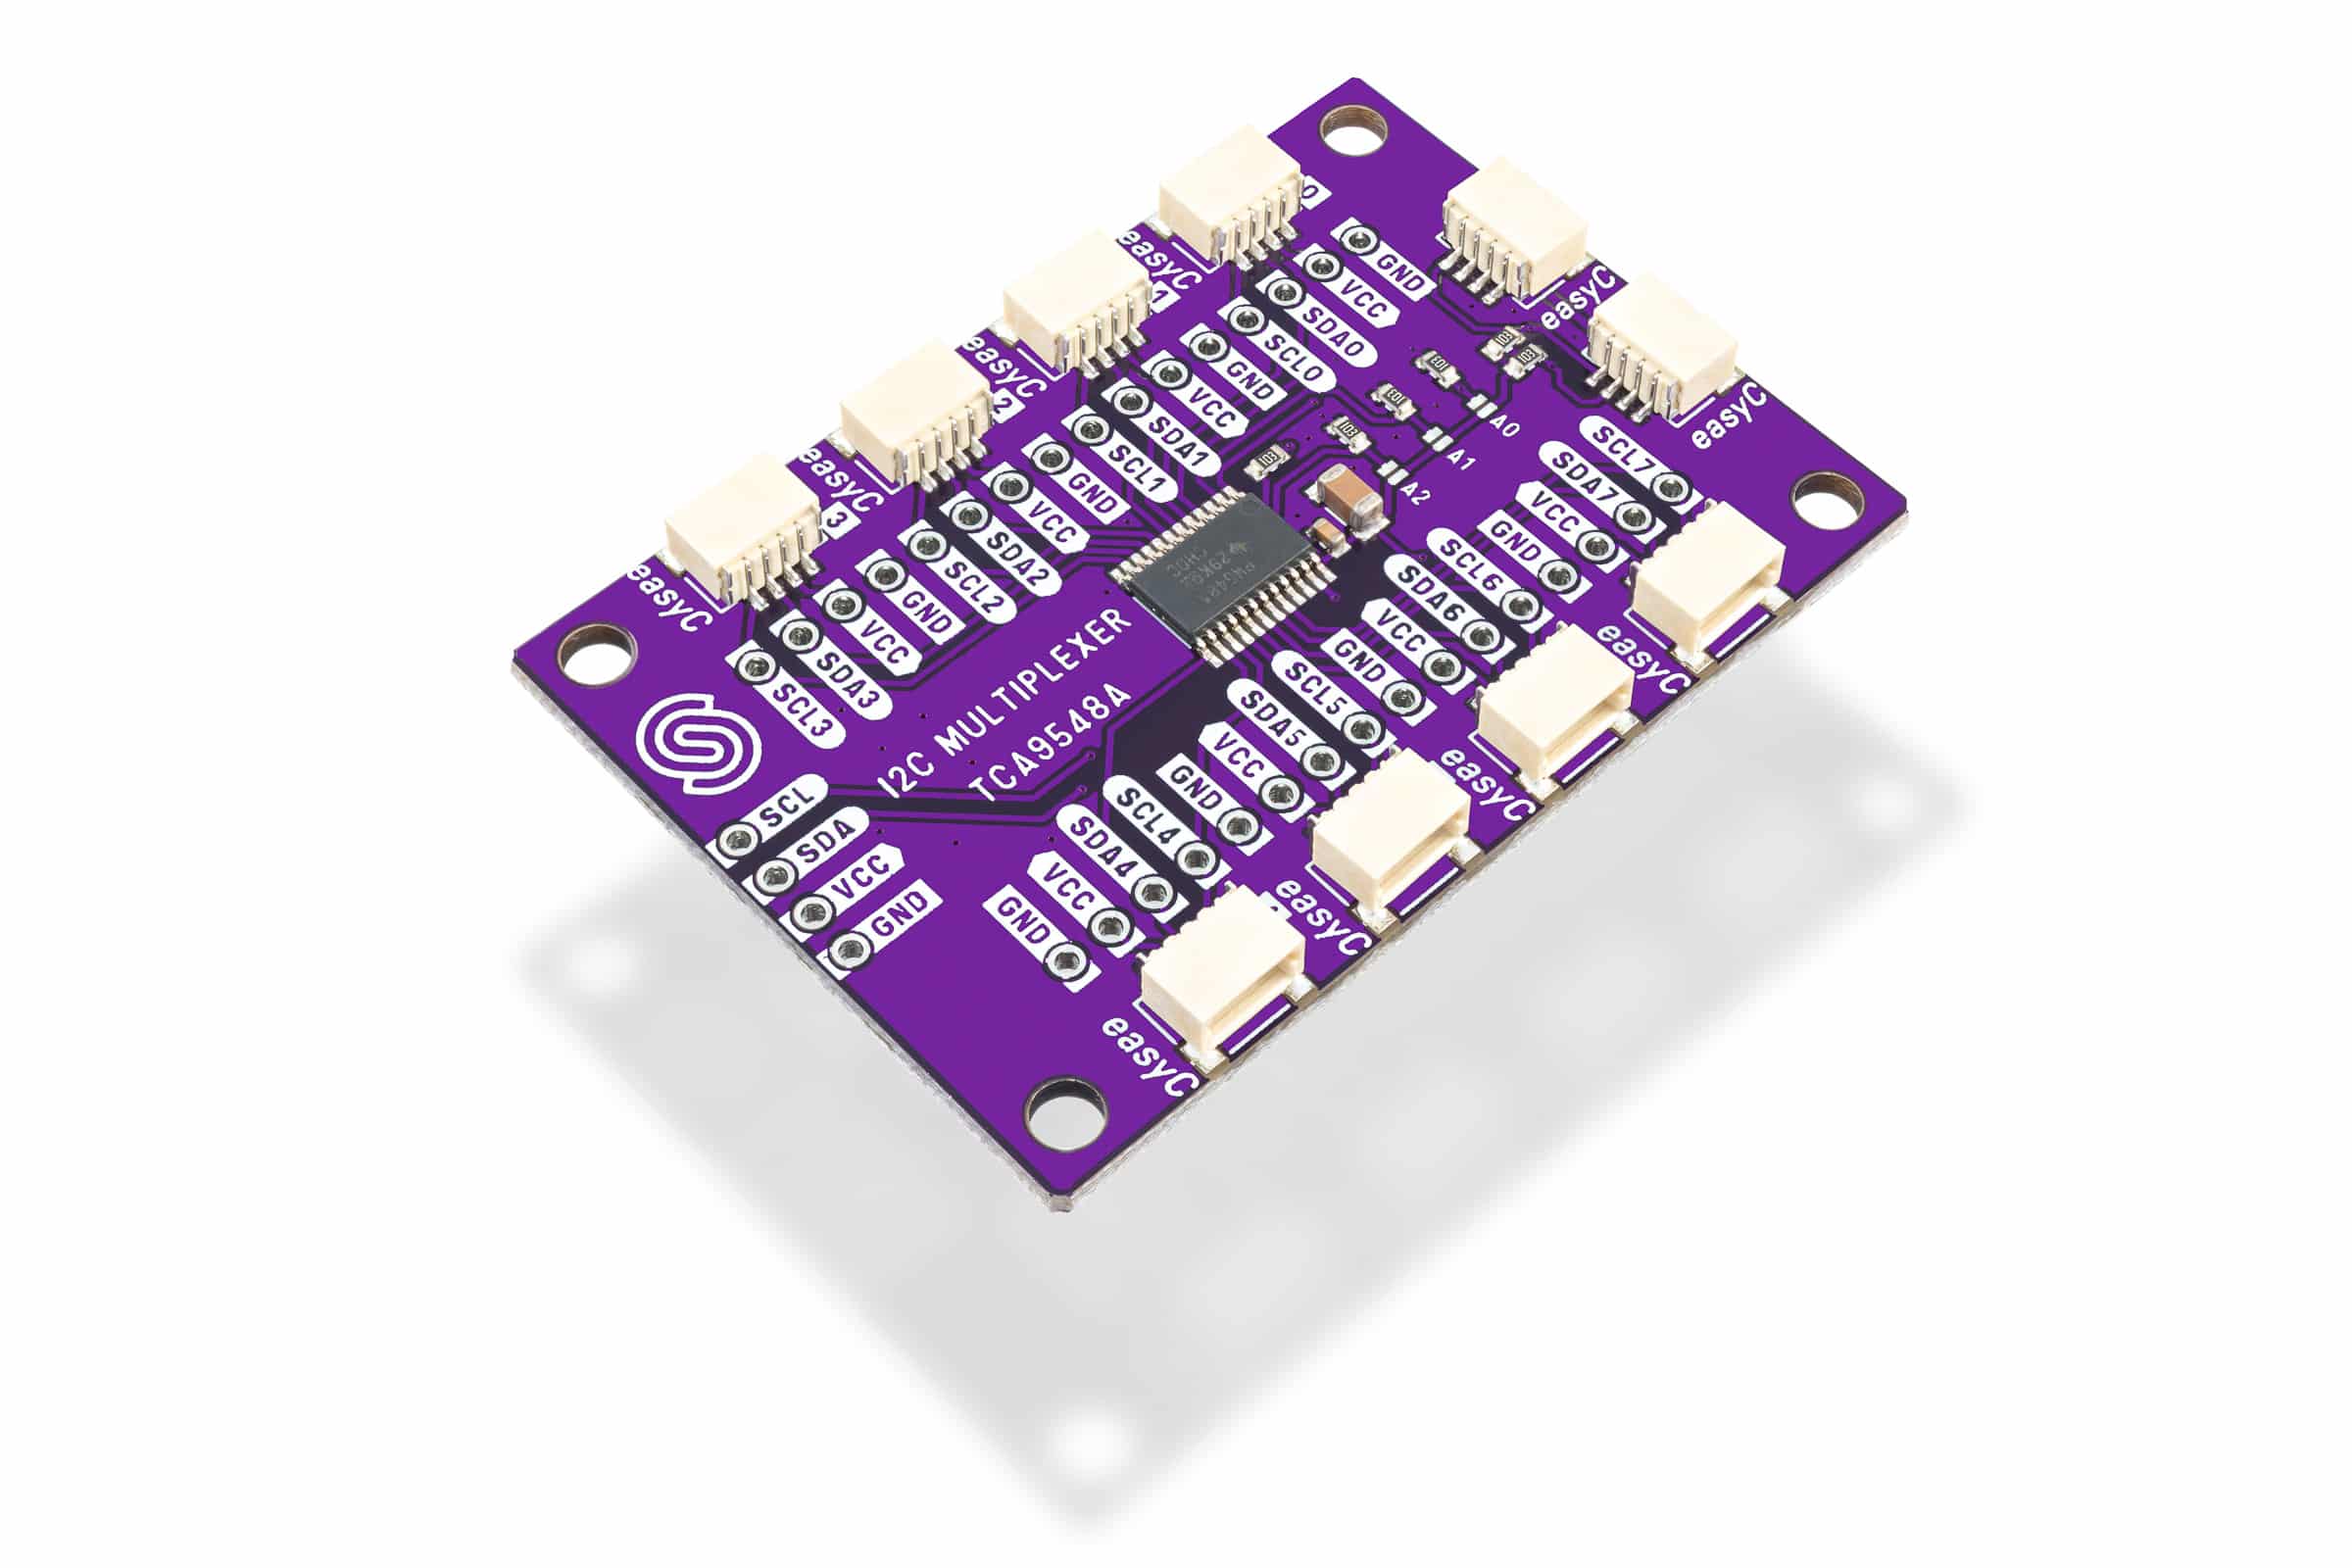 0
easyC
1
easyC
2
easyC
3
easyC
GND
VCC
SDA0
SCL0
GND
VCC
SDA1
SCL1
GND
VCC
SDA2
SCL2
GND
VCC
SDA3
SCL3
easyC
easyC
103
103
103
103
103
103
A0
A1
A2
SCL7
SDA7
VCC
GND
SCL6
SDA6
VCC
GND
SCL5
SDA5
VCC
GND
SCL4
SDA4
VCC
GND
easyC
easyC
easyC
easyC
I2C MULTIPLEXER
TCA9548A
SCL
SDA
VCC
GND